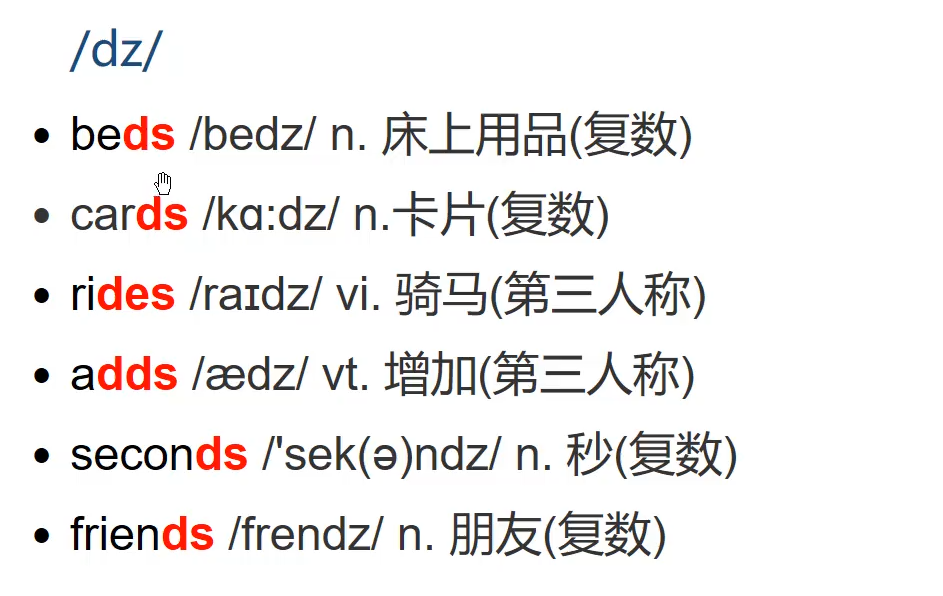 /dz/
• beds /bedz/ n. 床上用品(复数)
• cards /kɑ:dz/ n.卡片(复数)
• rides /raɪdz/ vi. 骑马(第三人称)
• adds /ædz/ vt. 增加(第三人称)
• seconds /'sek(ə)ndz/ n. 秒(复数)
• friends /frendz/ n. 朋友(复数)